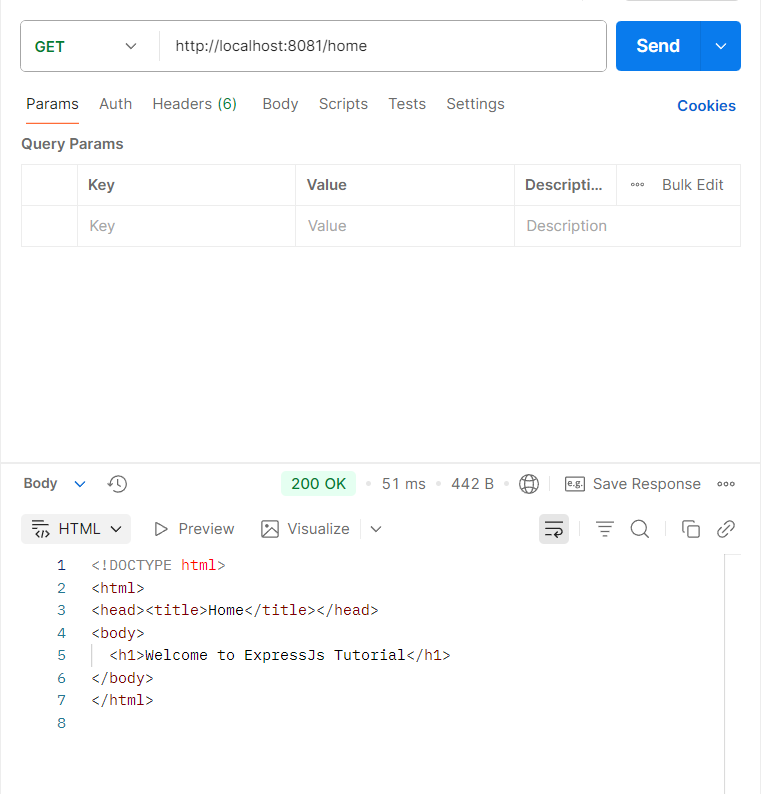 GET http://localhost:8081/home Send
Params Auth Headers (6) Body Scripts Tests Settings Cookies
Query Params
Key Value Descripti... Bulk Edit
Key Value Description
Body 200 OK 51 ms 442 B e.g. Save Response
HTML Preview Visualize
1 <!DOCTYPE html>
2 <html>
3 <head><title>Home</title></head>
4 <body>
5 <h1>Welcome to ExpressJs Tutorial</h1>
6 </body>
7 </html>
8